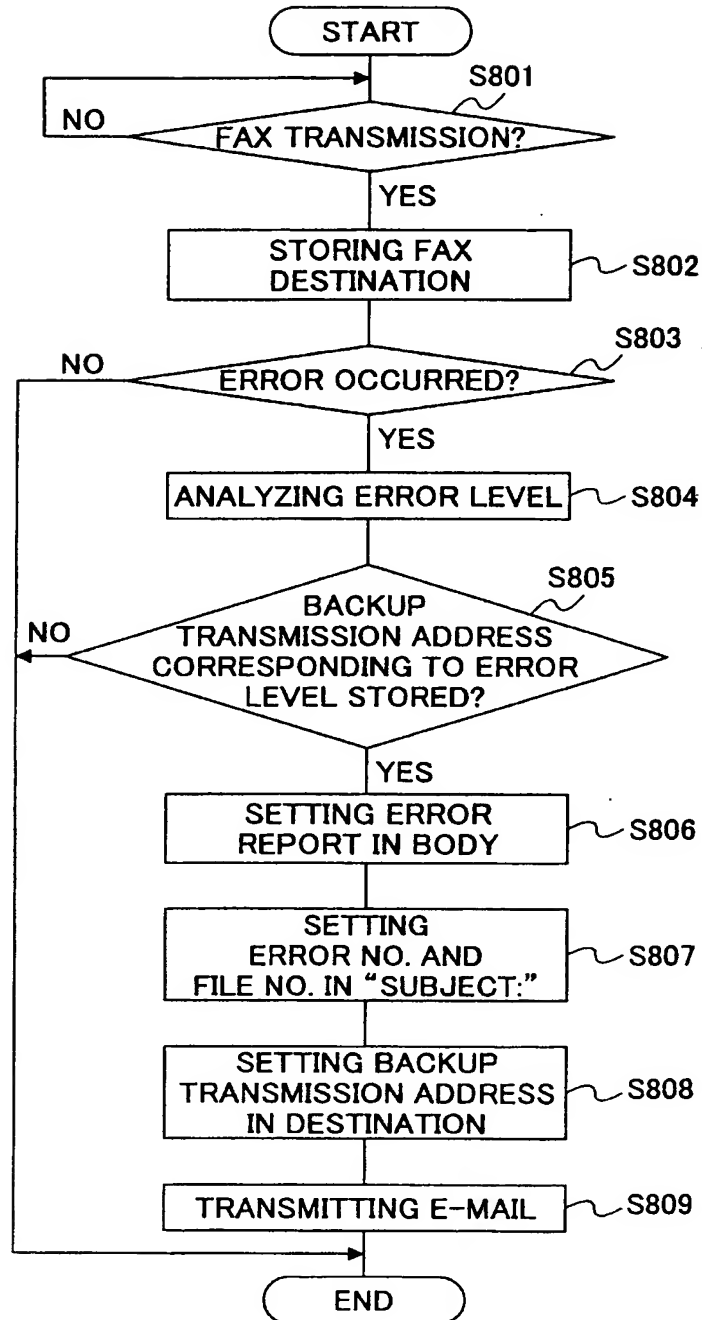 START
S801
NO
FAX TRANSMISSION?
YES
STORING FAX
DESTINATION
S802
S803
NO
ERROR OCCURRED?
YES
ANALYZING ERROR LEVEL
S804
S805
BACKUP
NO
TRANSMISSION ADDRESS
CORRESPONDING TO ERROR
LEVEL STORED?
YES
SETTING ERROR
REPORT IN BODY
S806
SETTING
ERROR NO. AND
FILE NO. IN “SUBJECT:”
S807
SETTING BACKUP
TRANSMISSION ADDRESS
IN DESTINATION
S808
TRANSMITTING E-MAIL
S809
END